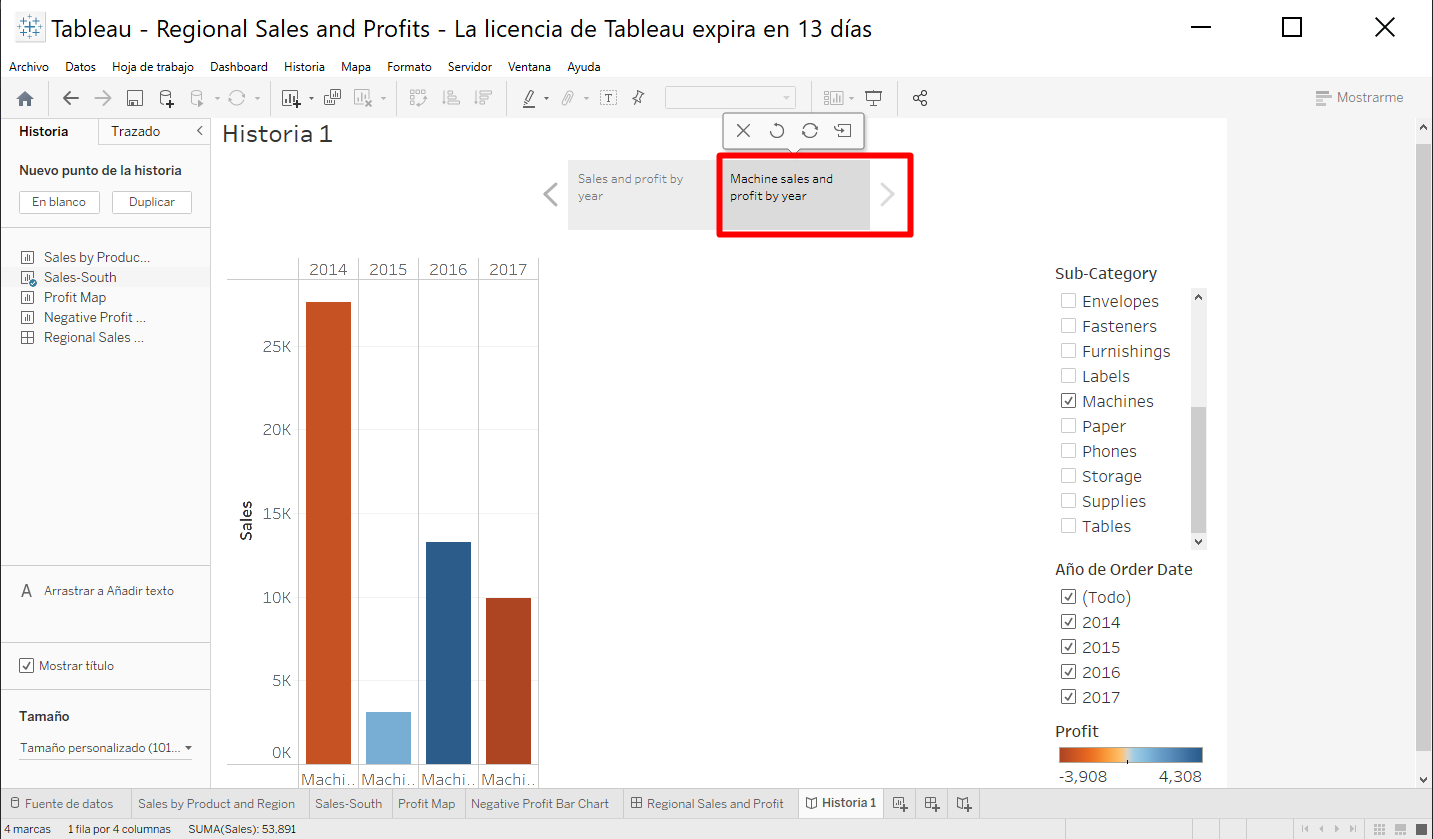 Tableau - Regional Sales and Profits - La licencia de Tableau expira en 13 días
Archivo Datos Hoja de trabajo Dashboard Historia Mapa Formato Servidor Ventana Ayuda
Mostrarme
Historia Trazado
Nuevo punto de la historia
En blanco Duplicar
Sales by Produc...
Sales-South
Profit Map
Negative Profit ...
Regional Sales ...
A Arrastrar a Añadir texto
Mostrar título
Tamaño
Tamaño personalizado (101...
Historia 1
Sales and profit by
year
Machine sales and
profit by year
2014 2015 2016 2017
25K
20K
15K
10K
5K
0K
Sales
Machi.. Machi.. Machi.. Machi..
Sub-Category
Envelopes
Fasteners
Furnishings
Labels
Machines
Paper
Phones
Storage
Supplies
Tables
Año de Order Date
(Todo)
2014
2015
2016
2017
Profit
-3,908 4,308
Fuente de datos Sales by Product and Region Sales-South Profit Map Negative Profit Bar Chart Regional Sales and Profit Historia 1
4 marcas 1 fila por 4 columnas SUMA(Sales): 53,891